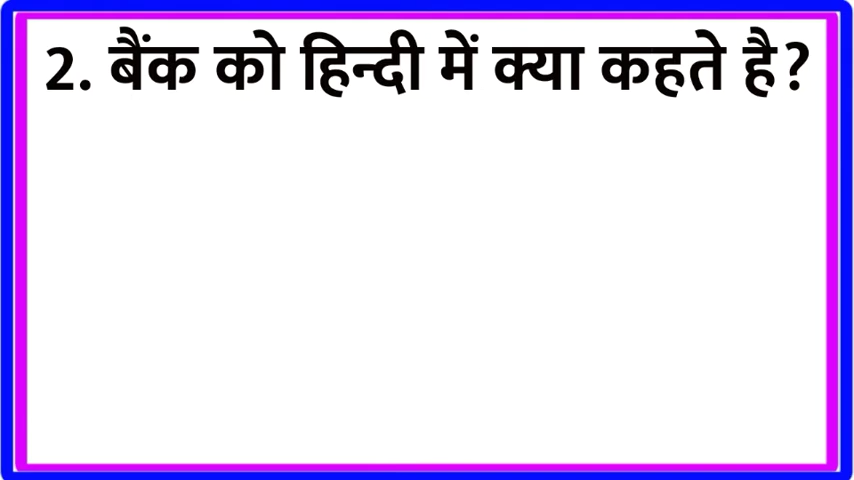 2. बैंक को हिन्दी में क्या कहते है?